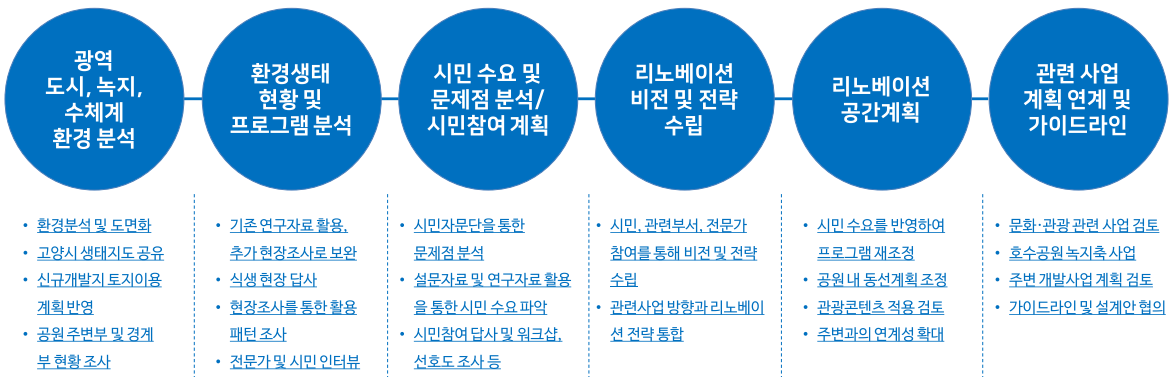 광역
도시, 녹지,
수체계
환경 분석
환경생태
현황 및
프로그램 분석
시민 수요 및
문제점 분석/
시민참여 계획
리노베이션
비전 및 전략
수립
리노베이션
공간계획
관련 사업
계획 연계 및
가이드라인
• 환경분석 및 도면화
• 고양시 생태지도 공유
• 신규개발지 토지이용
계획 반영
• 공원 주변부 및 경계
부 현황 조사
• 기존 연구자료 활용,
추가 현장조사로 보완
• 식생 현장 답사
• 현장조사를 통한 활용
패턴 조사
• 전문가 및 시민 인터뷰
• 시민자문단을 통한
문제점 분석
• 설문자료 및 연구자료 활용
을 통한 시민 수요 파악
• 시민참여 답사 및 워크샵,
선호도 조사 등
• 시민, 관련부서, 전문가
참여를 통해 비전 및 전략
수립
• 관련사업 방향과 리노베이
션 전략 통합
• 시민 수요를 반영하여
프로그램 재조정
• 공원 내 동선계획 조정
• 관광콘텐츠 적용 검토
• 주변과의 연계성 확대
• 문화·관광 관련 사업 검토
• 호수공원 녹지축 사업
• 주변 개발사업 계획 검토
• 가이드라인 및 설계안 협의